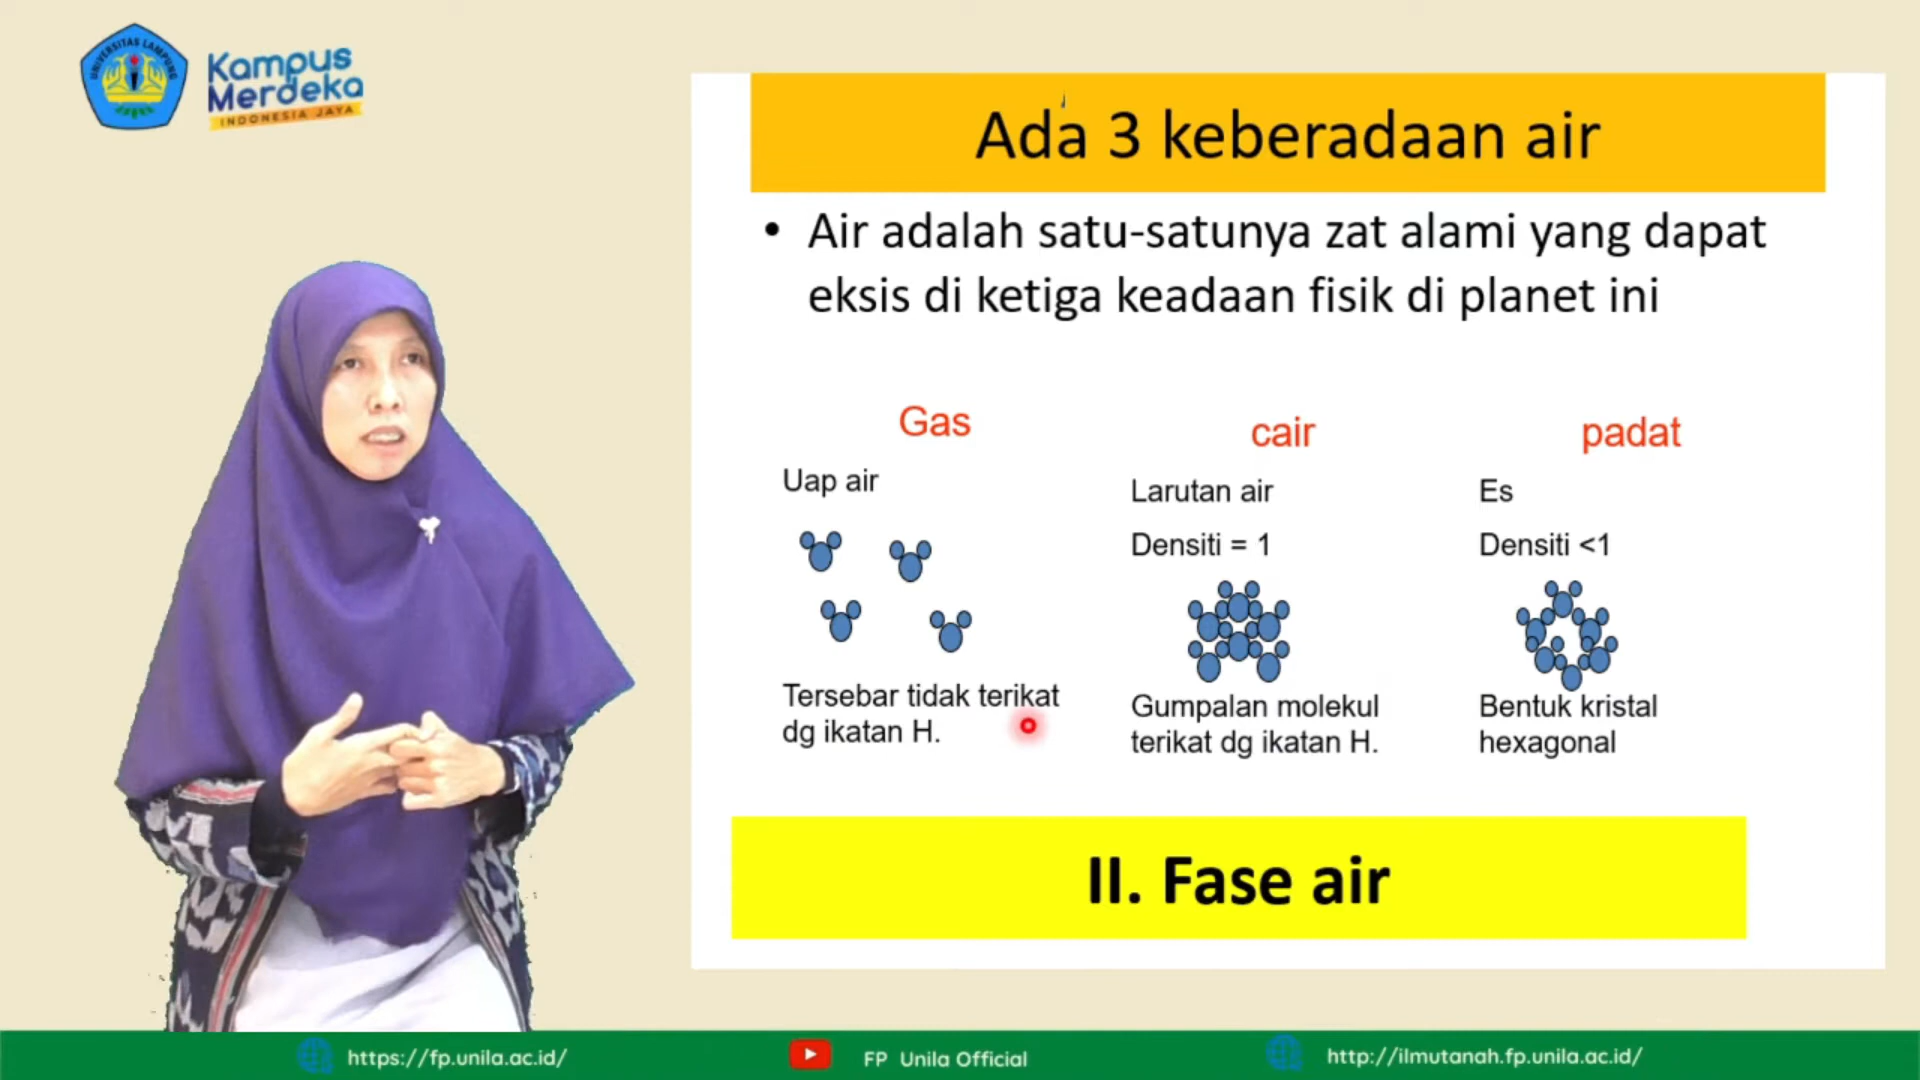 UNIVERSITAS LAMPUNG
Kampus
Merdeka
INDONESIA JAYA
Ada 3 keberadaan air
• Air adalah satu-satunya zat alami yang dapat
eksis di ketiga keadaan fisik di planet ini
Gas
Uap air
Tersebar tidak terikat
dg ikatan H.
cair
Larutan air
Densiti = 1
Gumpalan molekul
terikat dg ikatan H.
padat
Es
Densiti <1
Bentuk kristal
hexagonal
II. Fase air
https://fp.unila.ac.id/
FP Unila Official
http://ilmutanah.fp.unila.ac.id/